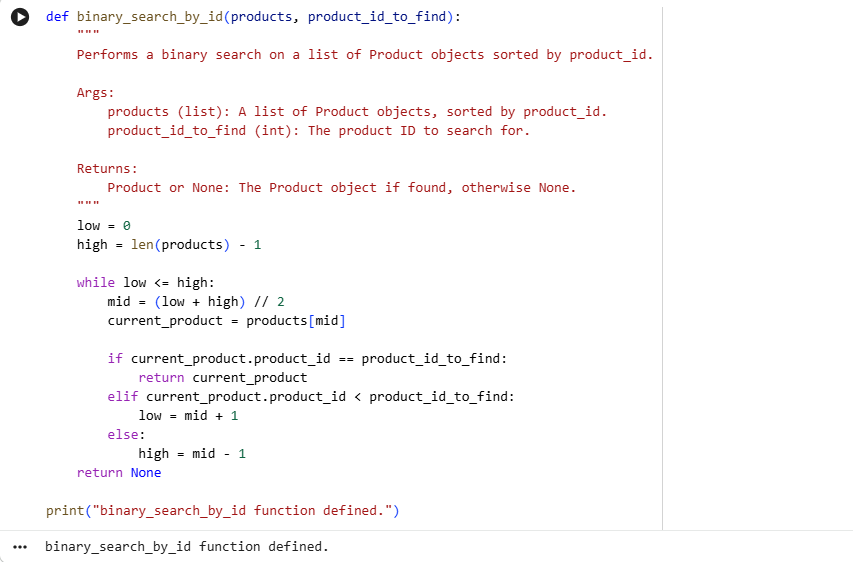 def binary_search_by_id(products, product_id_to_find):
    """
    Performs a binary search on a list of Product objects sorted by product_id.

    Args:
        products (list): A list of Product objects, sorted by product_id.
        product_id_to_find (int): The product ID to search for.

    Returns:
        Product or None: The Product object if found, otherwise None.
    """
    low = 0
    high = len(products) - 1

    while low <= high:
        mid = (low + high) // 2
        current_product = products[mid]

        if current_product.product_id == product_id_to_find:
            return current_product
        elif current_product.product_id < product_id_to_find:
            low = mid + 1
        else:
            high = mid - 1
    return None

print("binary_search_by_id function defined.")
binary_search_by_id function defined.